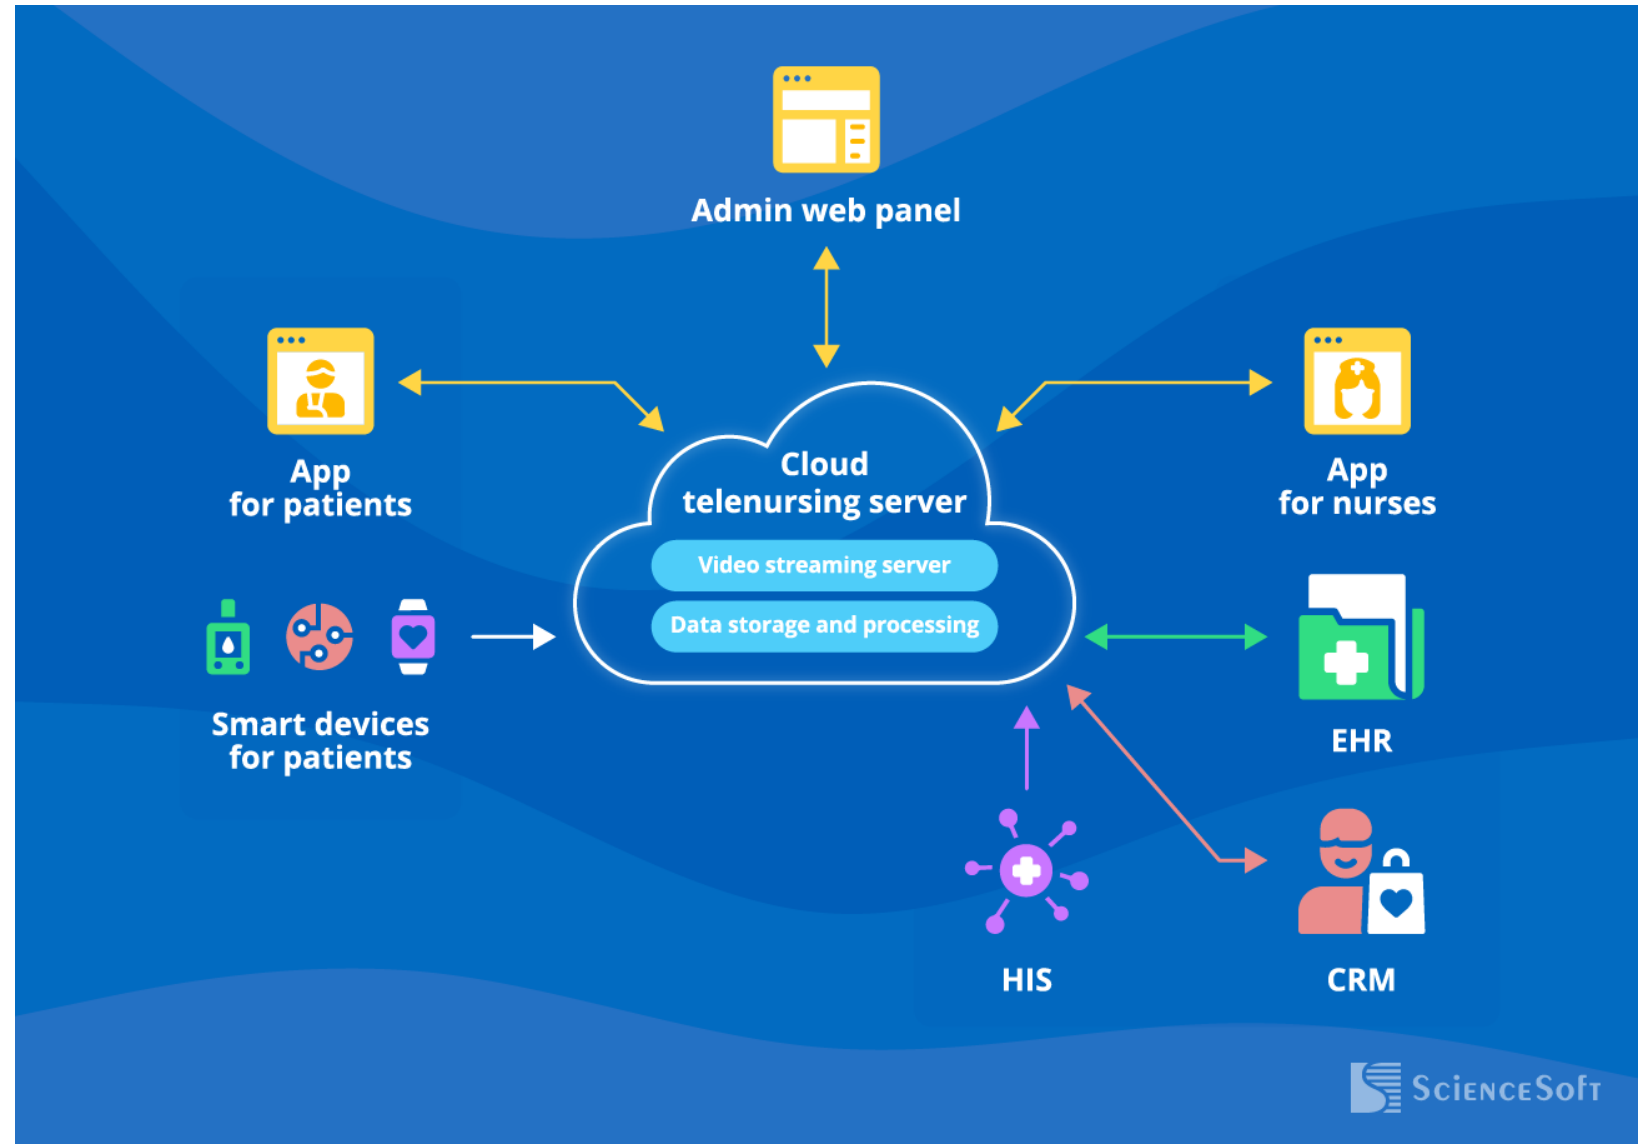 Admin web panel
App
for patients
App
for nurses
Cloud
telenursing server
Video streaming server
Data storage and processing
Smart devices
for patients
EHR
HIS
CRM
ScienceSoft